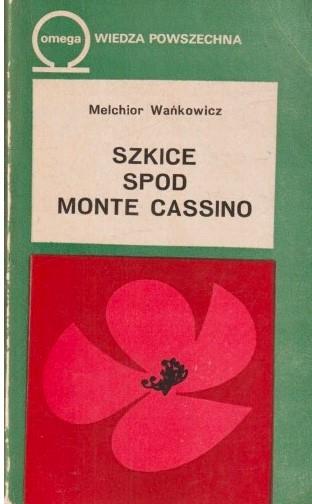 omega WIEDZA POWSZECHNA
Melchior Wańkowicz
SZKICE
SPOD
MONTE CASSINO